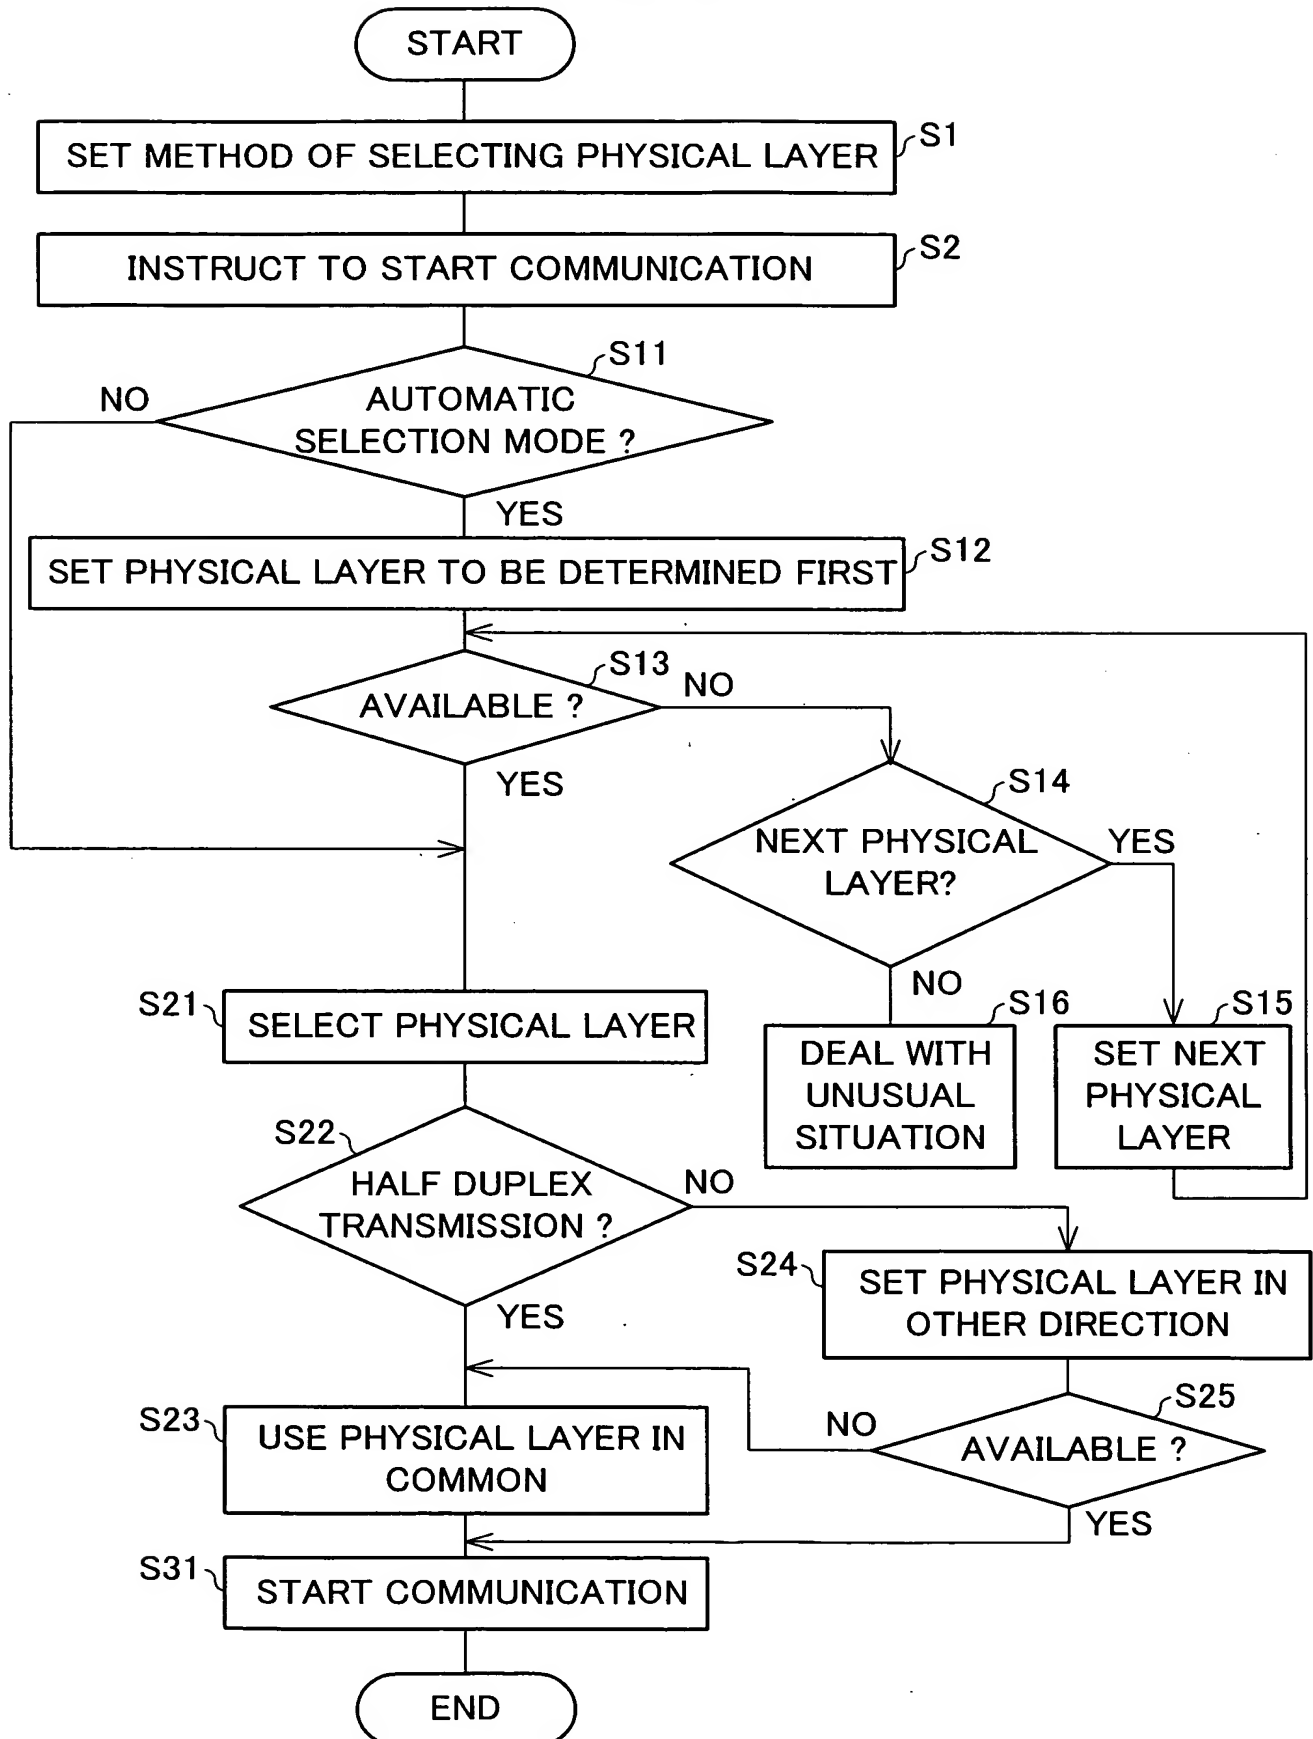 START
SET METHOD OF SELECTING PHYSICAL LAYER
S1
INSTRUCT TO START COMMUNICATION
S2
S11
NO
AUTOMATIC
SELECTION MODE ?
YES
SET PHYSICAL LAYER TO BE DETERMINED FIRST
S12
S13
AVAILABLE ?
NO
YES
S14
NEXT PHYSICAL
LAYER?
YES
NO
S21
SELECT PHYSICAL LAYER
S16
DEAL WITH
UNUSUAL
SITUATION
S15
SET NEXT
PHYSICAL
LAYER
S22
HALF DUPLEX
TRANSMISSION ?
NO
YES
S24
SET PHYSICAL LAYER IN
OTHER DIRECTION
S25
AVAILABLE ?
NO
YES
S23
USE PHYSICAL LAYER IN
COMMON
S31
START COMMUNICATION
END